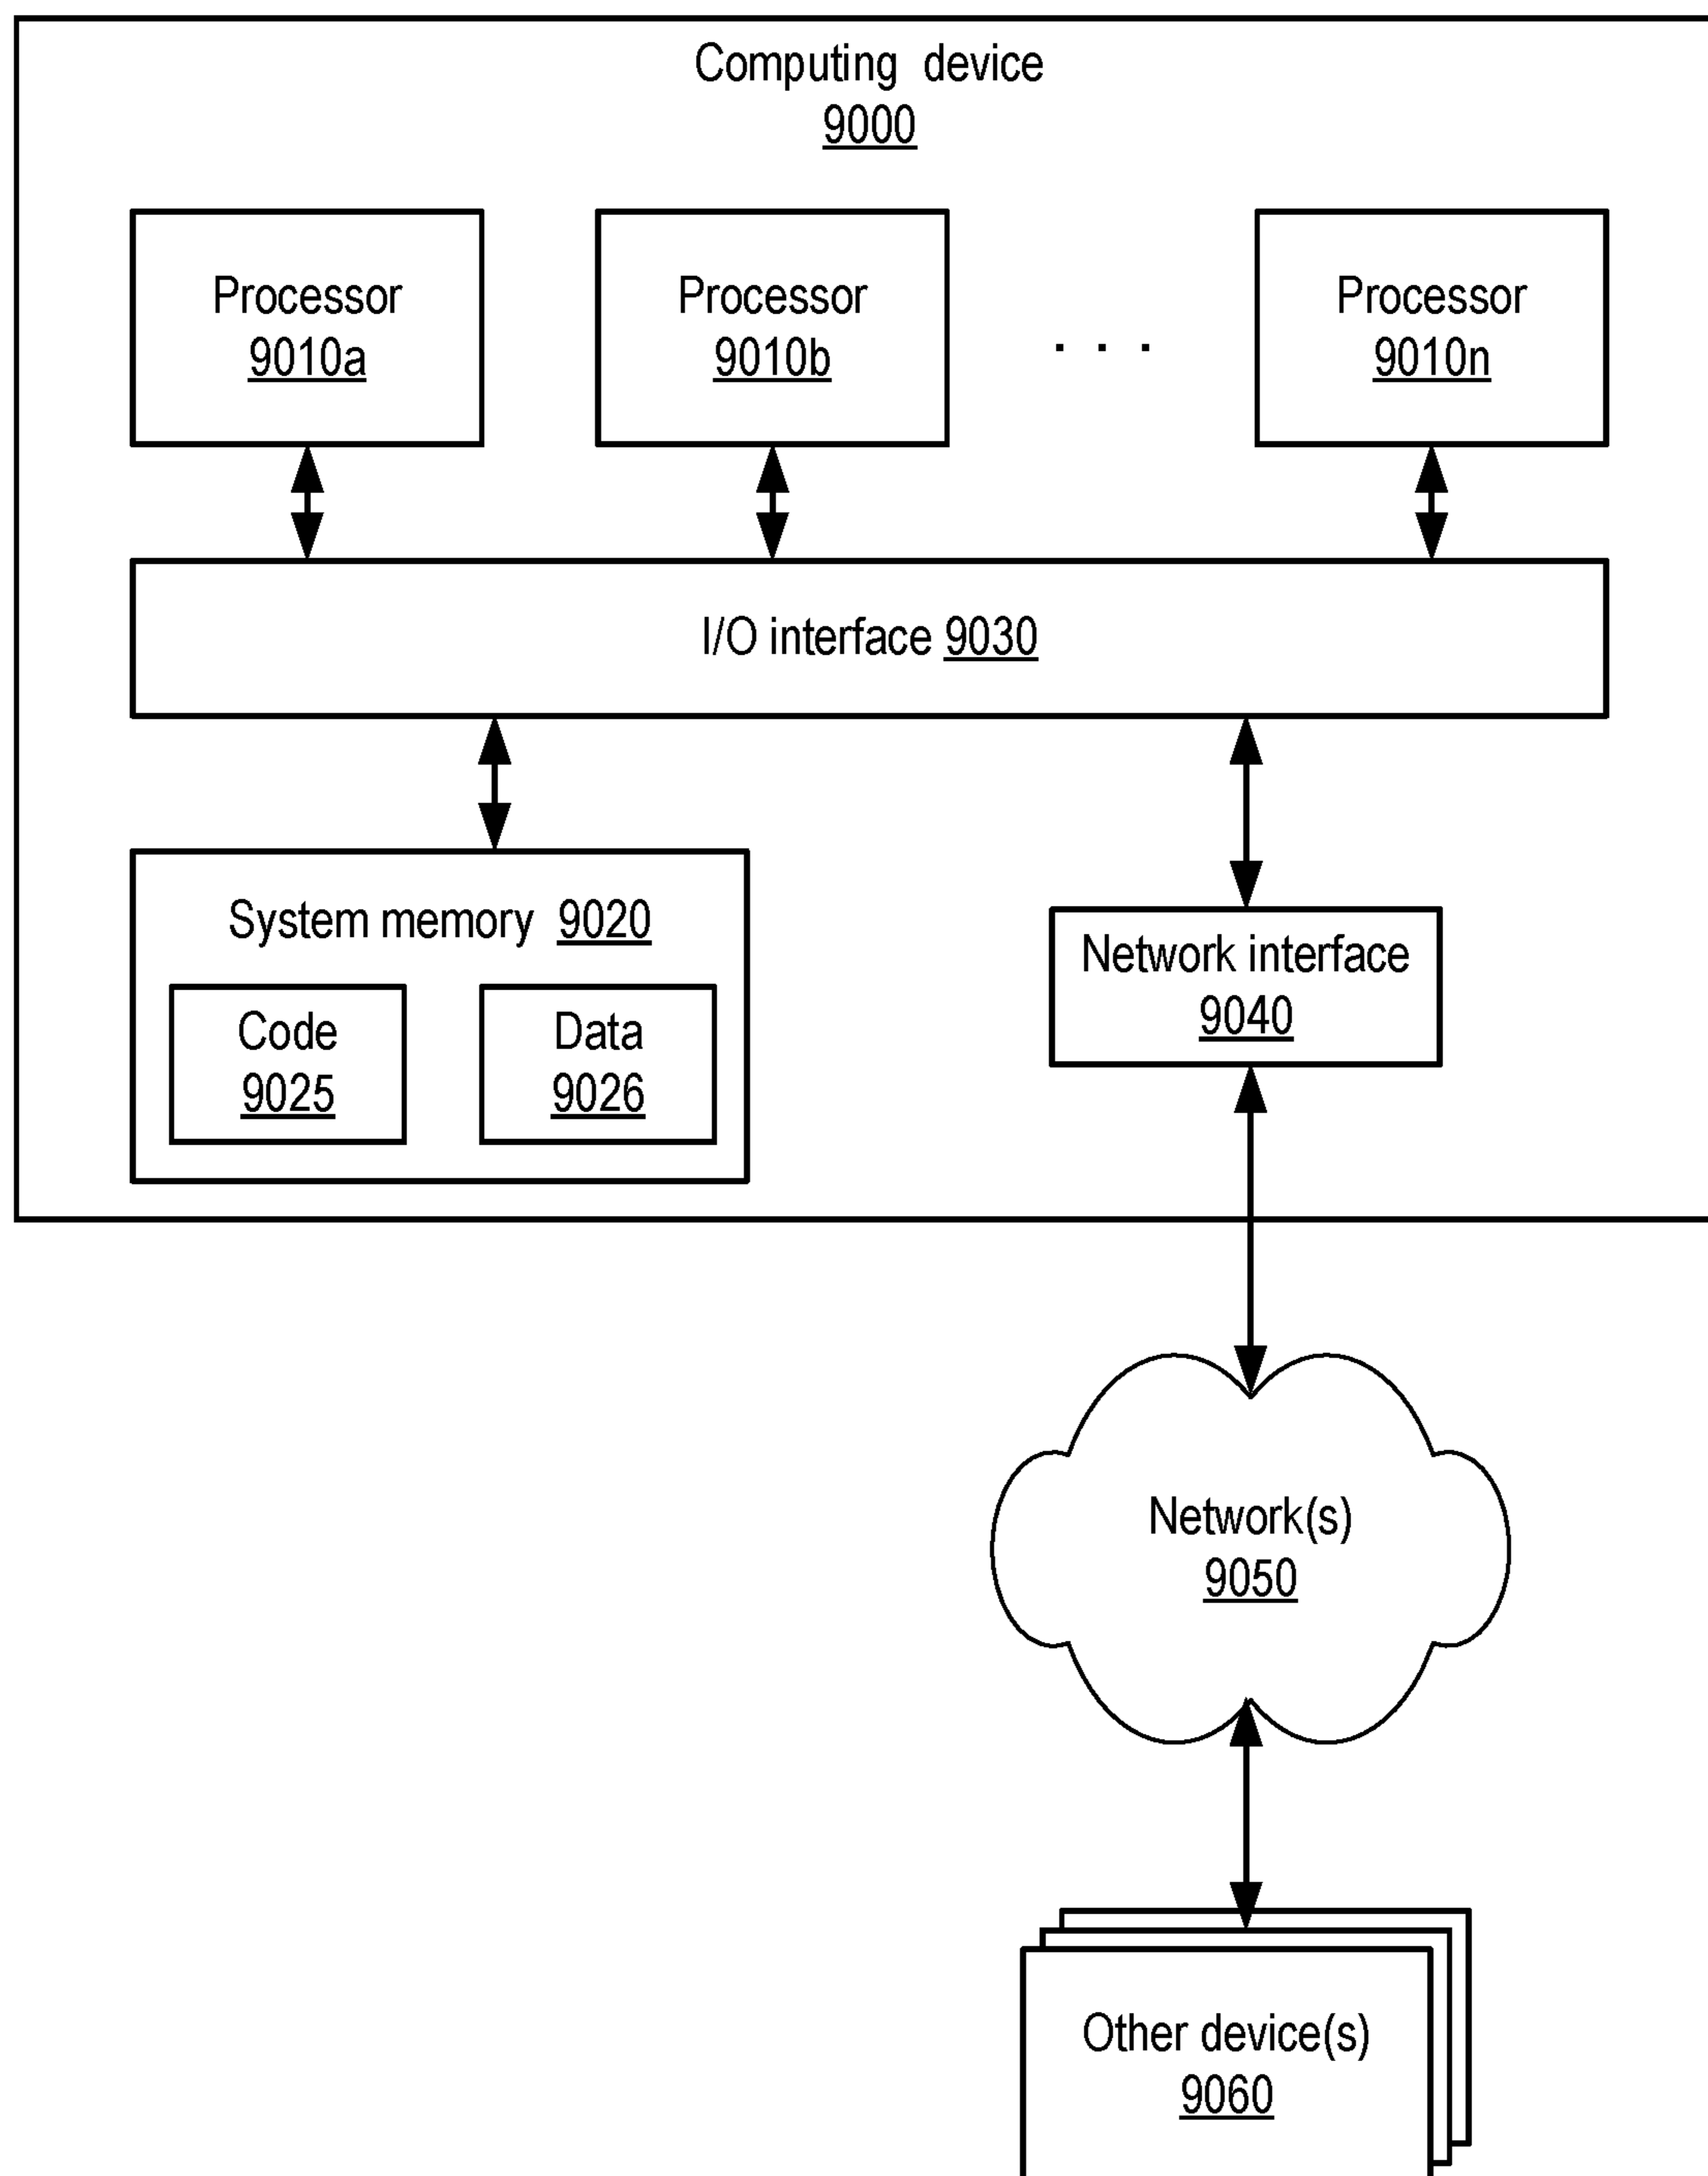 Computing device
9000
Processor
9010a
Processor
9010b
. . .
Processor
9010n
I/O interface 9030
System memory 9020
Code
9025
Data
9026
Network interface
9040
Network(s)
9050
Other device(s)
9060